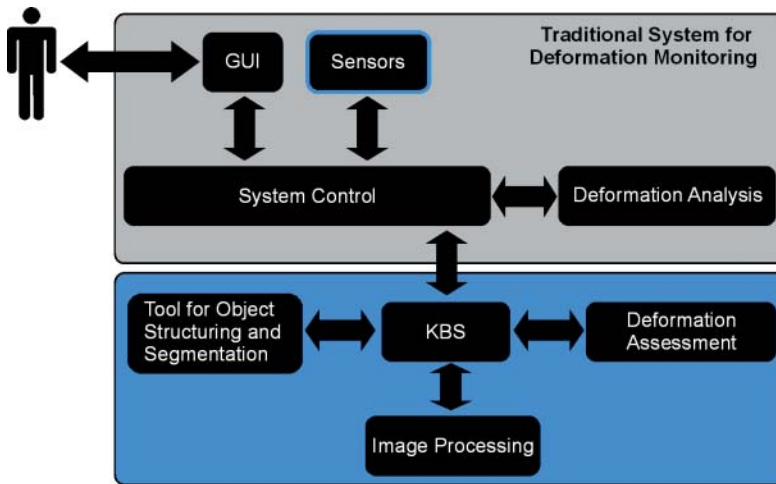 Traditional System for
Deformation Monitoring
GUI
Sensors
System Control
Deformation Analysis
Tool for Object
Structuring and
Segmentation
KBS
Deformation
Assessment
Image Processing